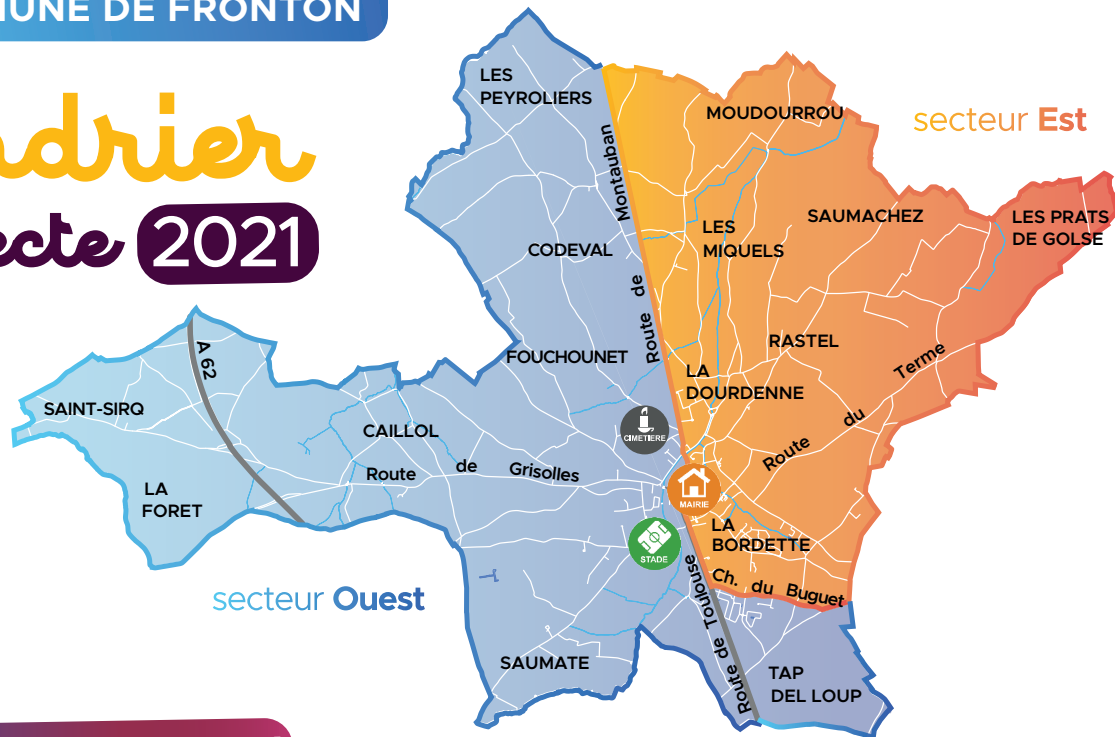 MUNE DE FRONTON
ndrier
ecte 2021
secteur Est
secteur Ouest
LES
PEYROLIERS
MOUDOURROU
Montauban
SAUMACHEZ
LES PRATS
DE GOLSE
LES
MIQUELS
CODEVAL
Route de
RASTEL
FOUCHOUNET
A 62
Terme
LA
DOURDENNE
SAINT-SIRQ
CIMETIERE
CAILLOL
Route du
Route de Grisolles
LA
FORET
MAIRIE
LA
BORDETTE
STADE
Ch. du Buguet
Route de Toulouse
SAUMATE
TAP
DEL LOUP